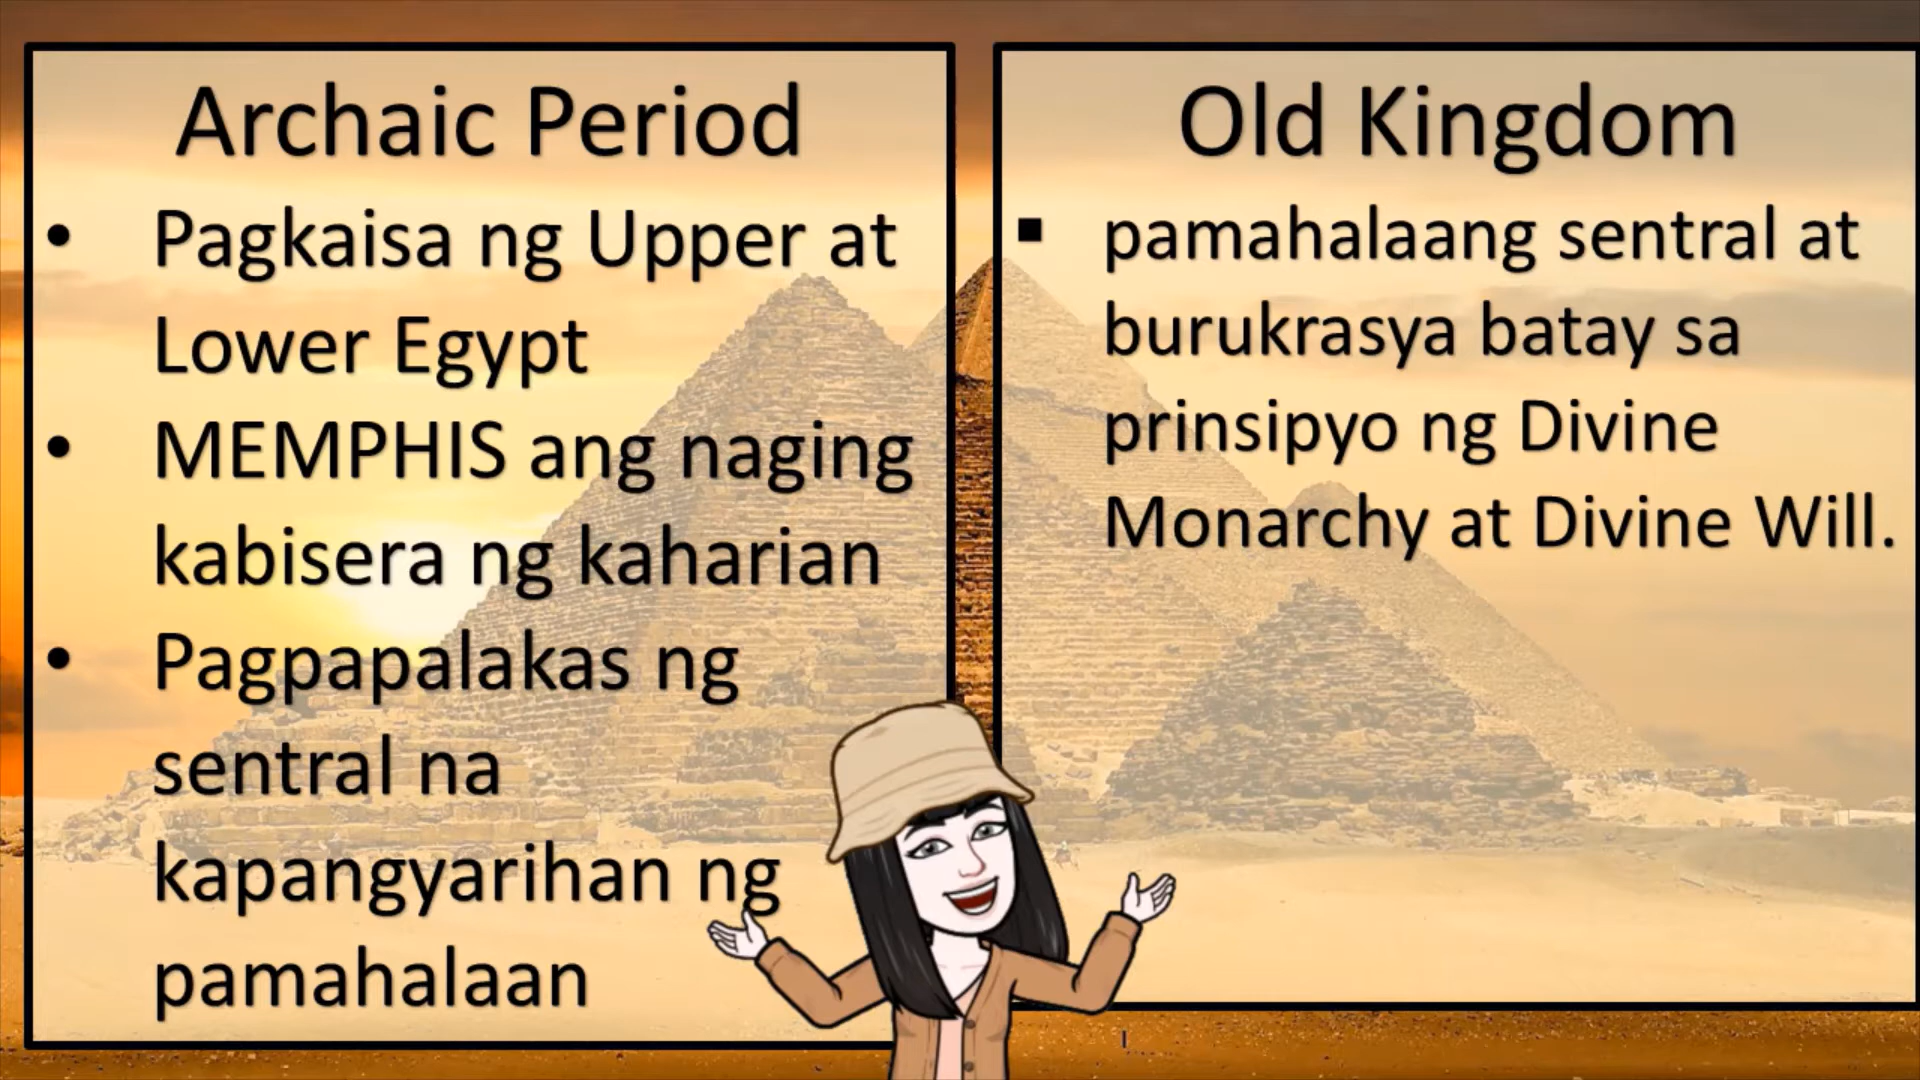 Archaic Period
• Pagkaisa ng Upper at
Lower Egypt
• MEMPHIS ang naging
kabisera ng kaharian
• Pagpapalakas ng
sentral na
kapangyarihan ng
pamahalaan
Old Kingdom
▪ pamahalaang sentral at
burukrasya batay sa
prinsipyo ng Divine
Monarchy at Divine Will.